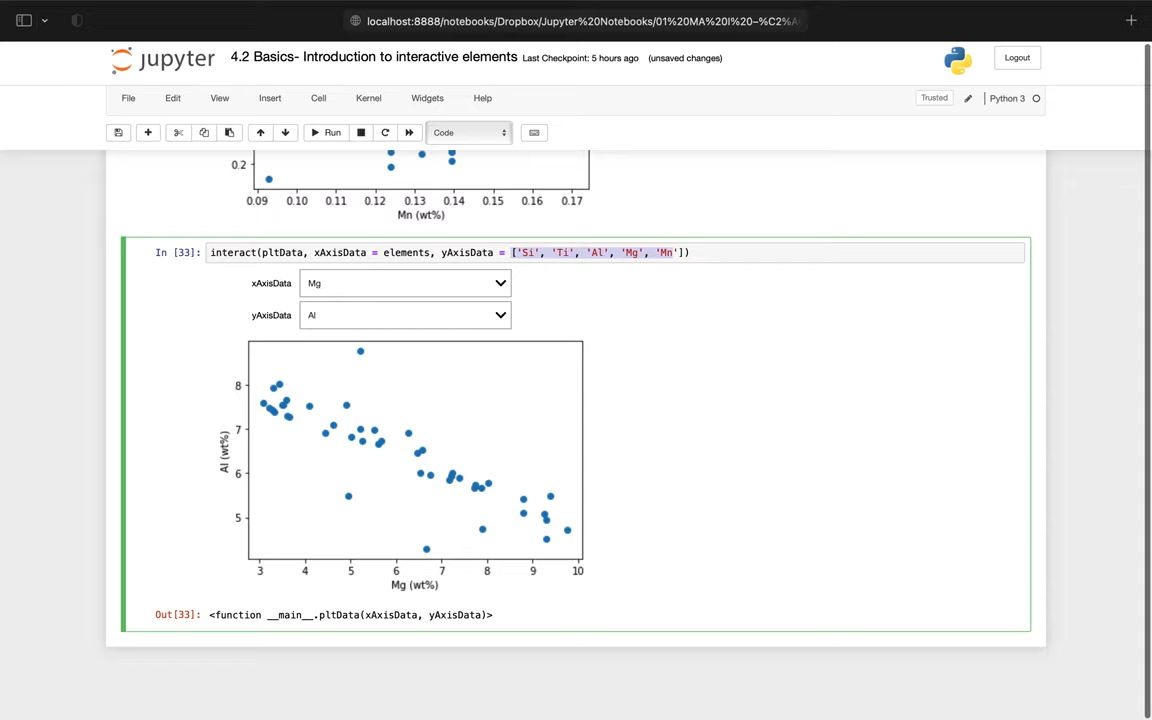 localhost:8888/notebooks/Dropbox/Jupyter%20Notebooks/01%20MA%20I%20–%C2%A
jupyter 4.2 Basics- Introduction to interactive elements Last Checkpoint: 5 hours ago (unsaved changes) Logout
File Edit View Insert Cell Kernel Widgets Help Trusted Python 3
Run Code
0.2
0.09 0.10 0.11 0.12 0.13 0.14 0.15 0.16 0.17
Mn (wt%)
In [33]: interact(pltData, xAxisData = elements, yAxisData = ['Si', 'Ti', 'Al', 'Mg', 'Mn'])
xAxisData Mg
yAxisData Al
8
7
6
5
Al (wt%)
3 4 5 6 7 8 9 10
Mg (wt%)
Out[33]: <function __main__.pltData(xAxisData, yAxisData)>